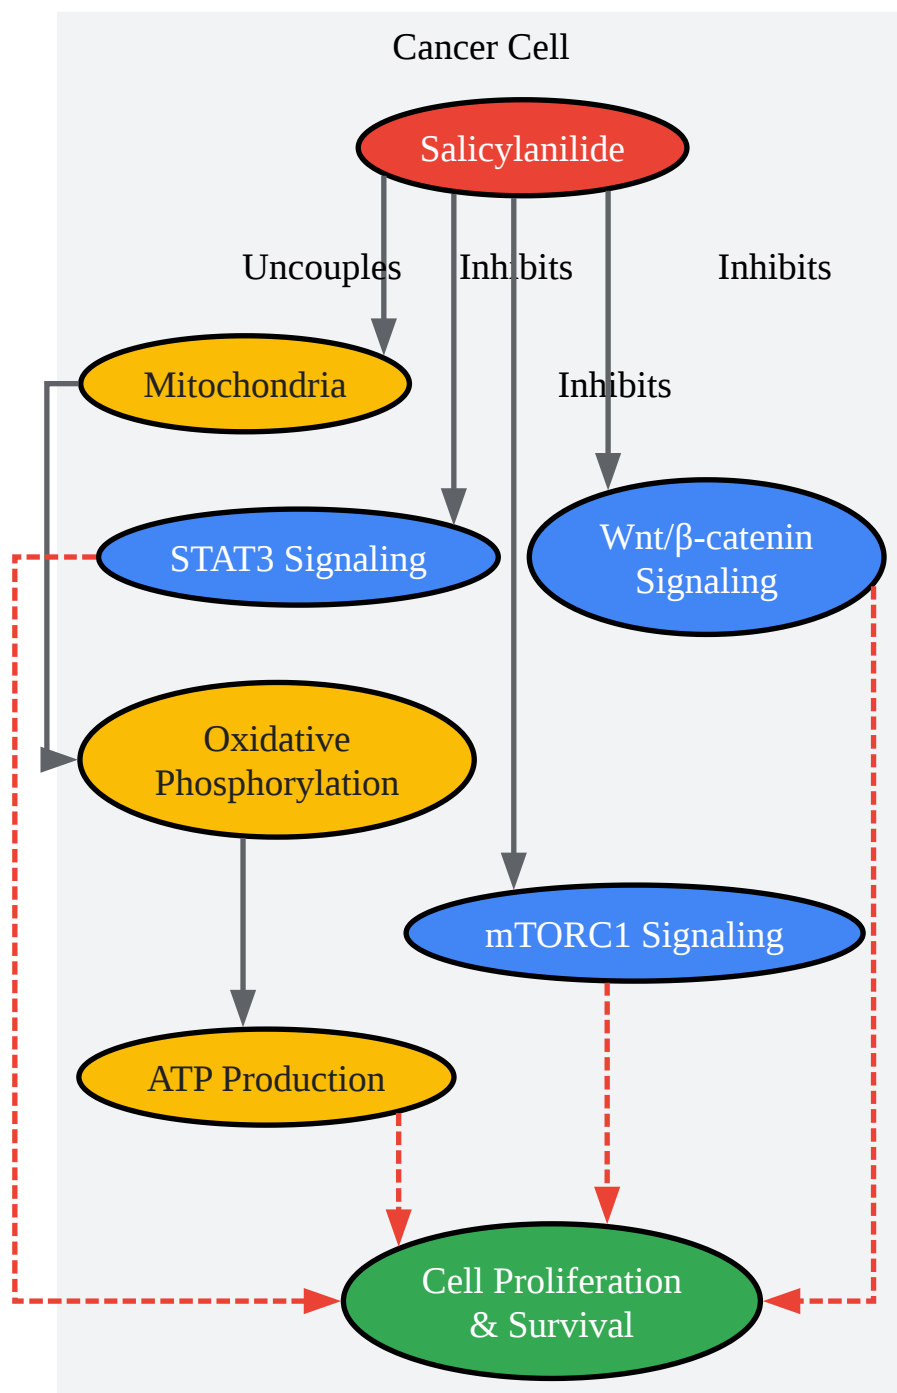 Cancer Cell
Salicylanilide
Uncouples
Inhibits
Inhibits
Mitochondria
Inhibits
STAT3 Signaling
Wnt/β-catenin
Signaling
Oxidative
Phosphorylation
mTORC1 Signaling
ATP Production
Cell Proliferation
& Survival